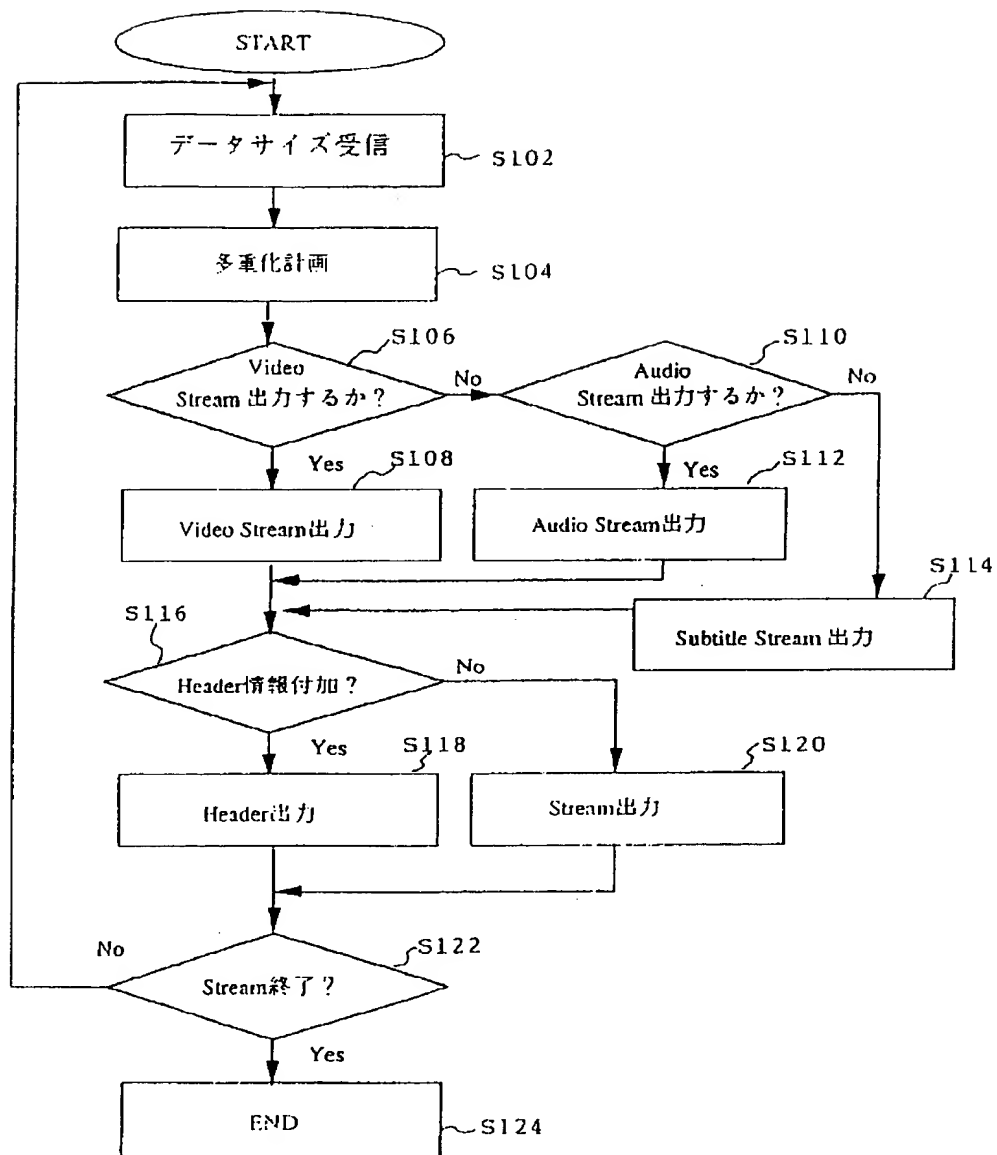 START
データサイズ受信
S102
多重化計画
S104
S106
Video
Stream 出力するか?
No
S110
Audio
Stream 出力するか?
No
Yes
S108
Video Stream出力
Yes
S112
Audio Stream出力
S114
Subtitle Stream 出力
S116
Header情報付加?
No
Yes
S118
Header出力
S120
Stream出力
No
S122
Stream終了?
Yes
END
S124